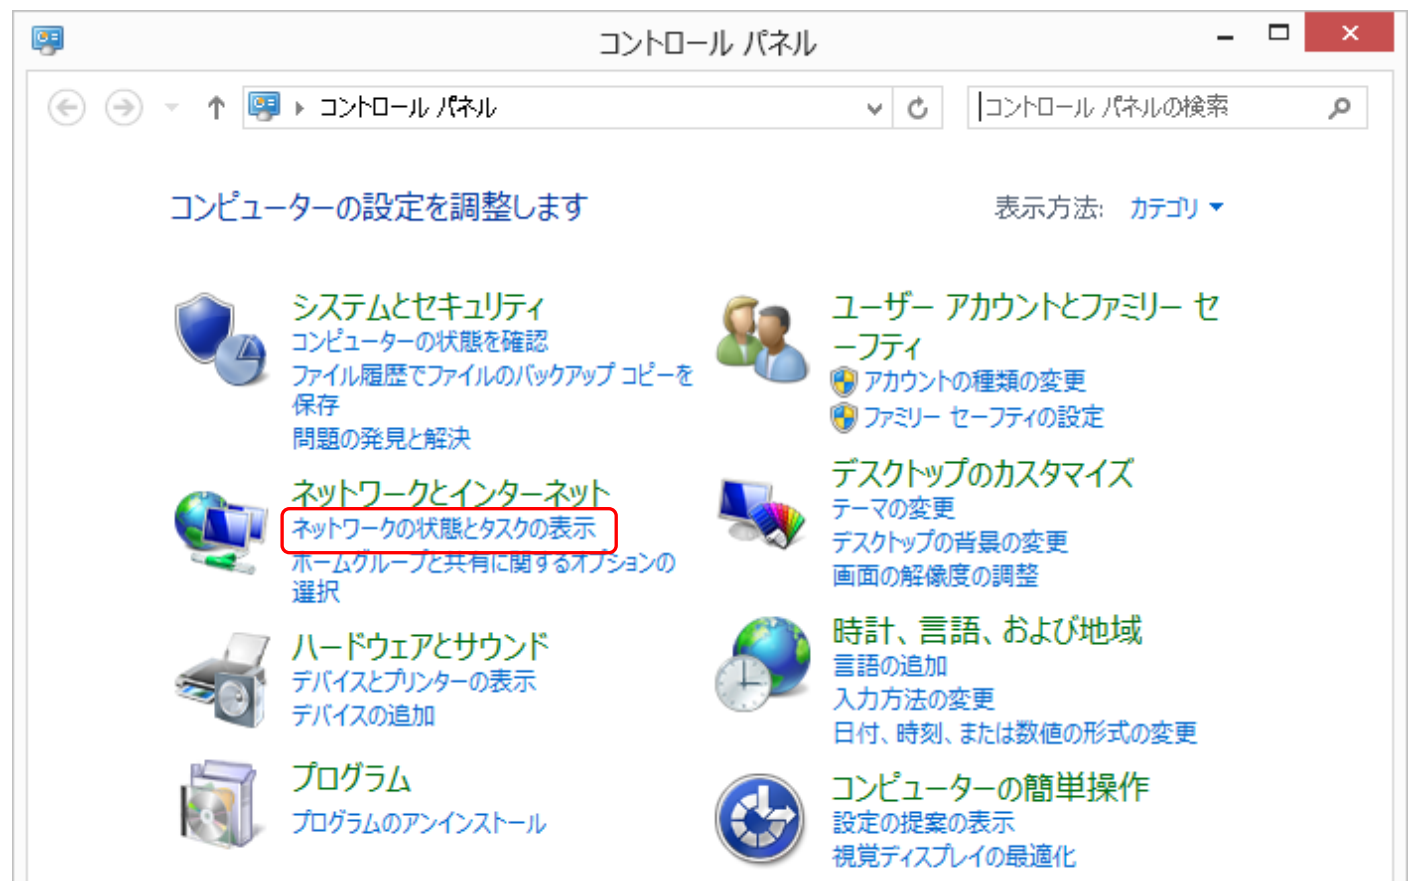 コントロール パネル
コントロール パネル
コントロール パネルの検索
コンピューターの設定を調整します
表示方法: カテゴリ
システムとセキュリティ
コンピューターの状態を確認
ファイル履歴でファイルのバックアップ コピーを
保存
問題の発見と解決
ネットワークとインターネット
ネットワークの状態とタスクの表示
ホームグループと共有に関するオプションの
選択
ハードウェアとサウンド
デバイスとプリンターの表示
デバイスの追加
プログラム
プログラムのアンインストール
ユーザー アカウントとファミリー セ
ーフティ
アカウントの種類の変更
ファミリー セーフティの設定
デスクトップのカスタマイズ
テーマの変更
デスクトップの背景の変更
画面の解像度の調整
時計、言語、および地域
言語の追加
入力方法の変更
日付、時刻、または数値の形式の変更
コンピューターの簡単操作
設定の提案の表示
視覚ディスプレイの最適化